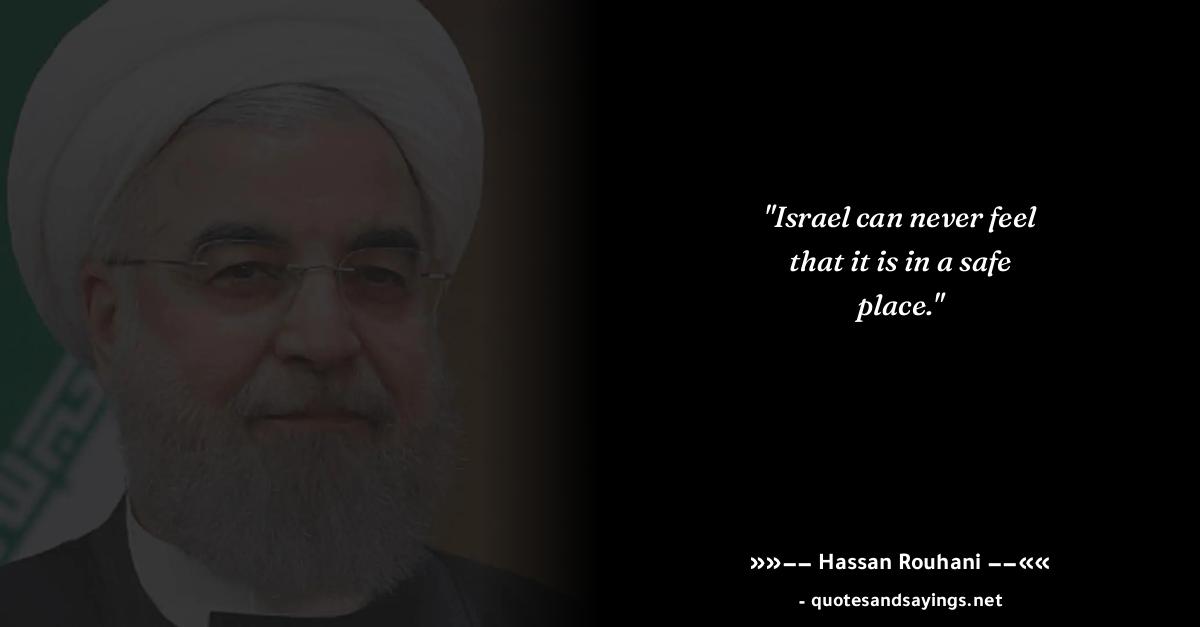 "Israel can never feel
that it is in a safe
place."
»»−− Hassan Rouhani −−««
- quotesandsayings.net